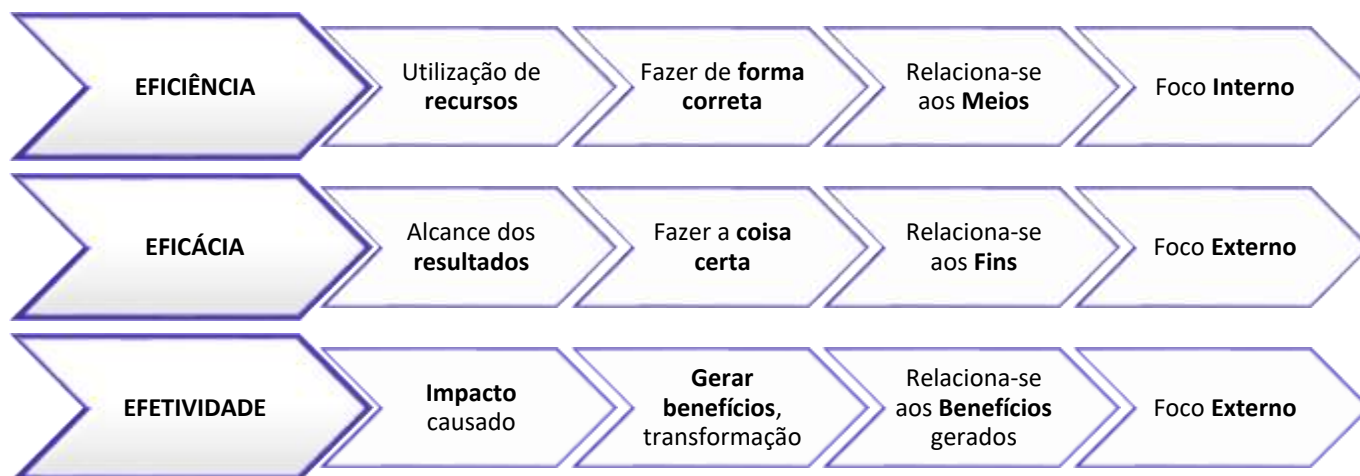 EFICIÊNCIA
Utilização de
recursos
Fazer de forma
correta
Relaciona-se
aos Meios
Foco Interno
EFICÁCIA
Alcance dos
resultados
Fazer a coisa
certa
Relaciona-se
aos Fins
Foco Externo
EFETIVIDADE
Impacto
causado
Gerar
benefícios,
transformação
Relaciona-se
aos Benefícios
gerados
Foco Externo